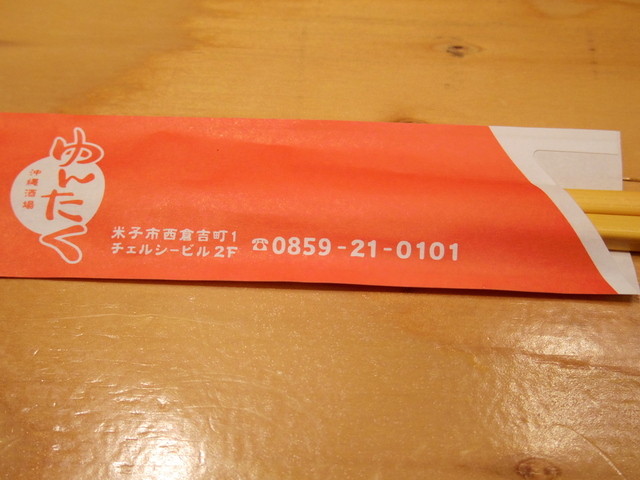 ゆんたく
沖縄酒場
米子市西倉吉町1
チェルシービル2F
☎0859-21-0101